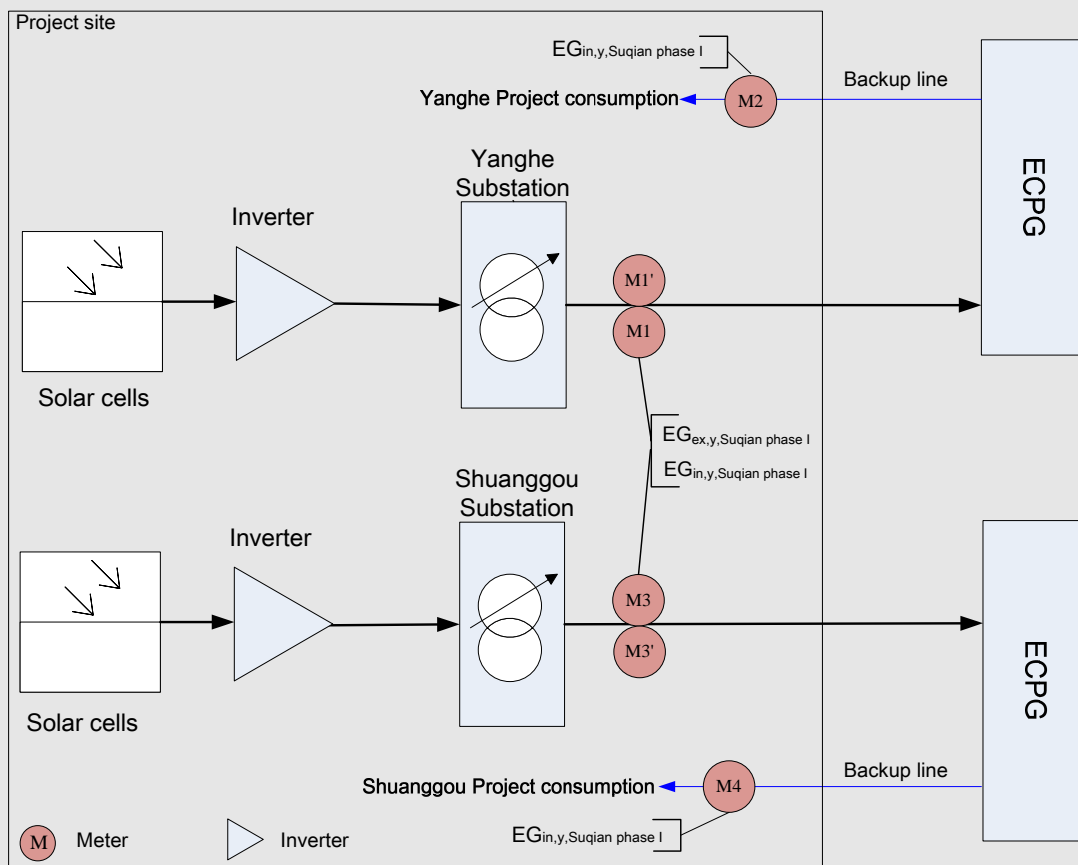 Project site
EGin,y,Suqian phase I
Backup line
Yanghe Project consumption
M2
ECPG
Yanghe
Substation
Inverter
M1'
M1
Solar cells
EGex,y,Suqian phase I
EGin,y,Suqian phase I
Shuanggou
Substation
Inverter
M3
M3'
ECPG
Solar cells
Backup line
Shuanggou Project consumption
M4
EGin,y,Suqian phase I
M
Meter
Inverter